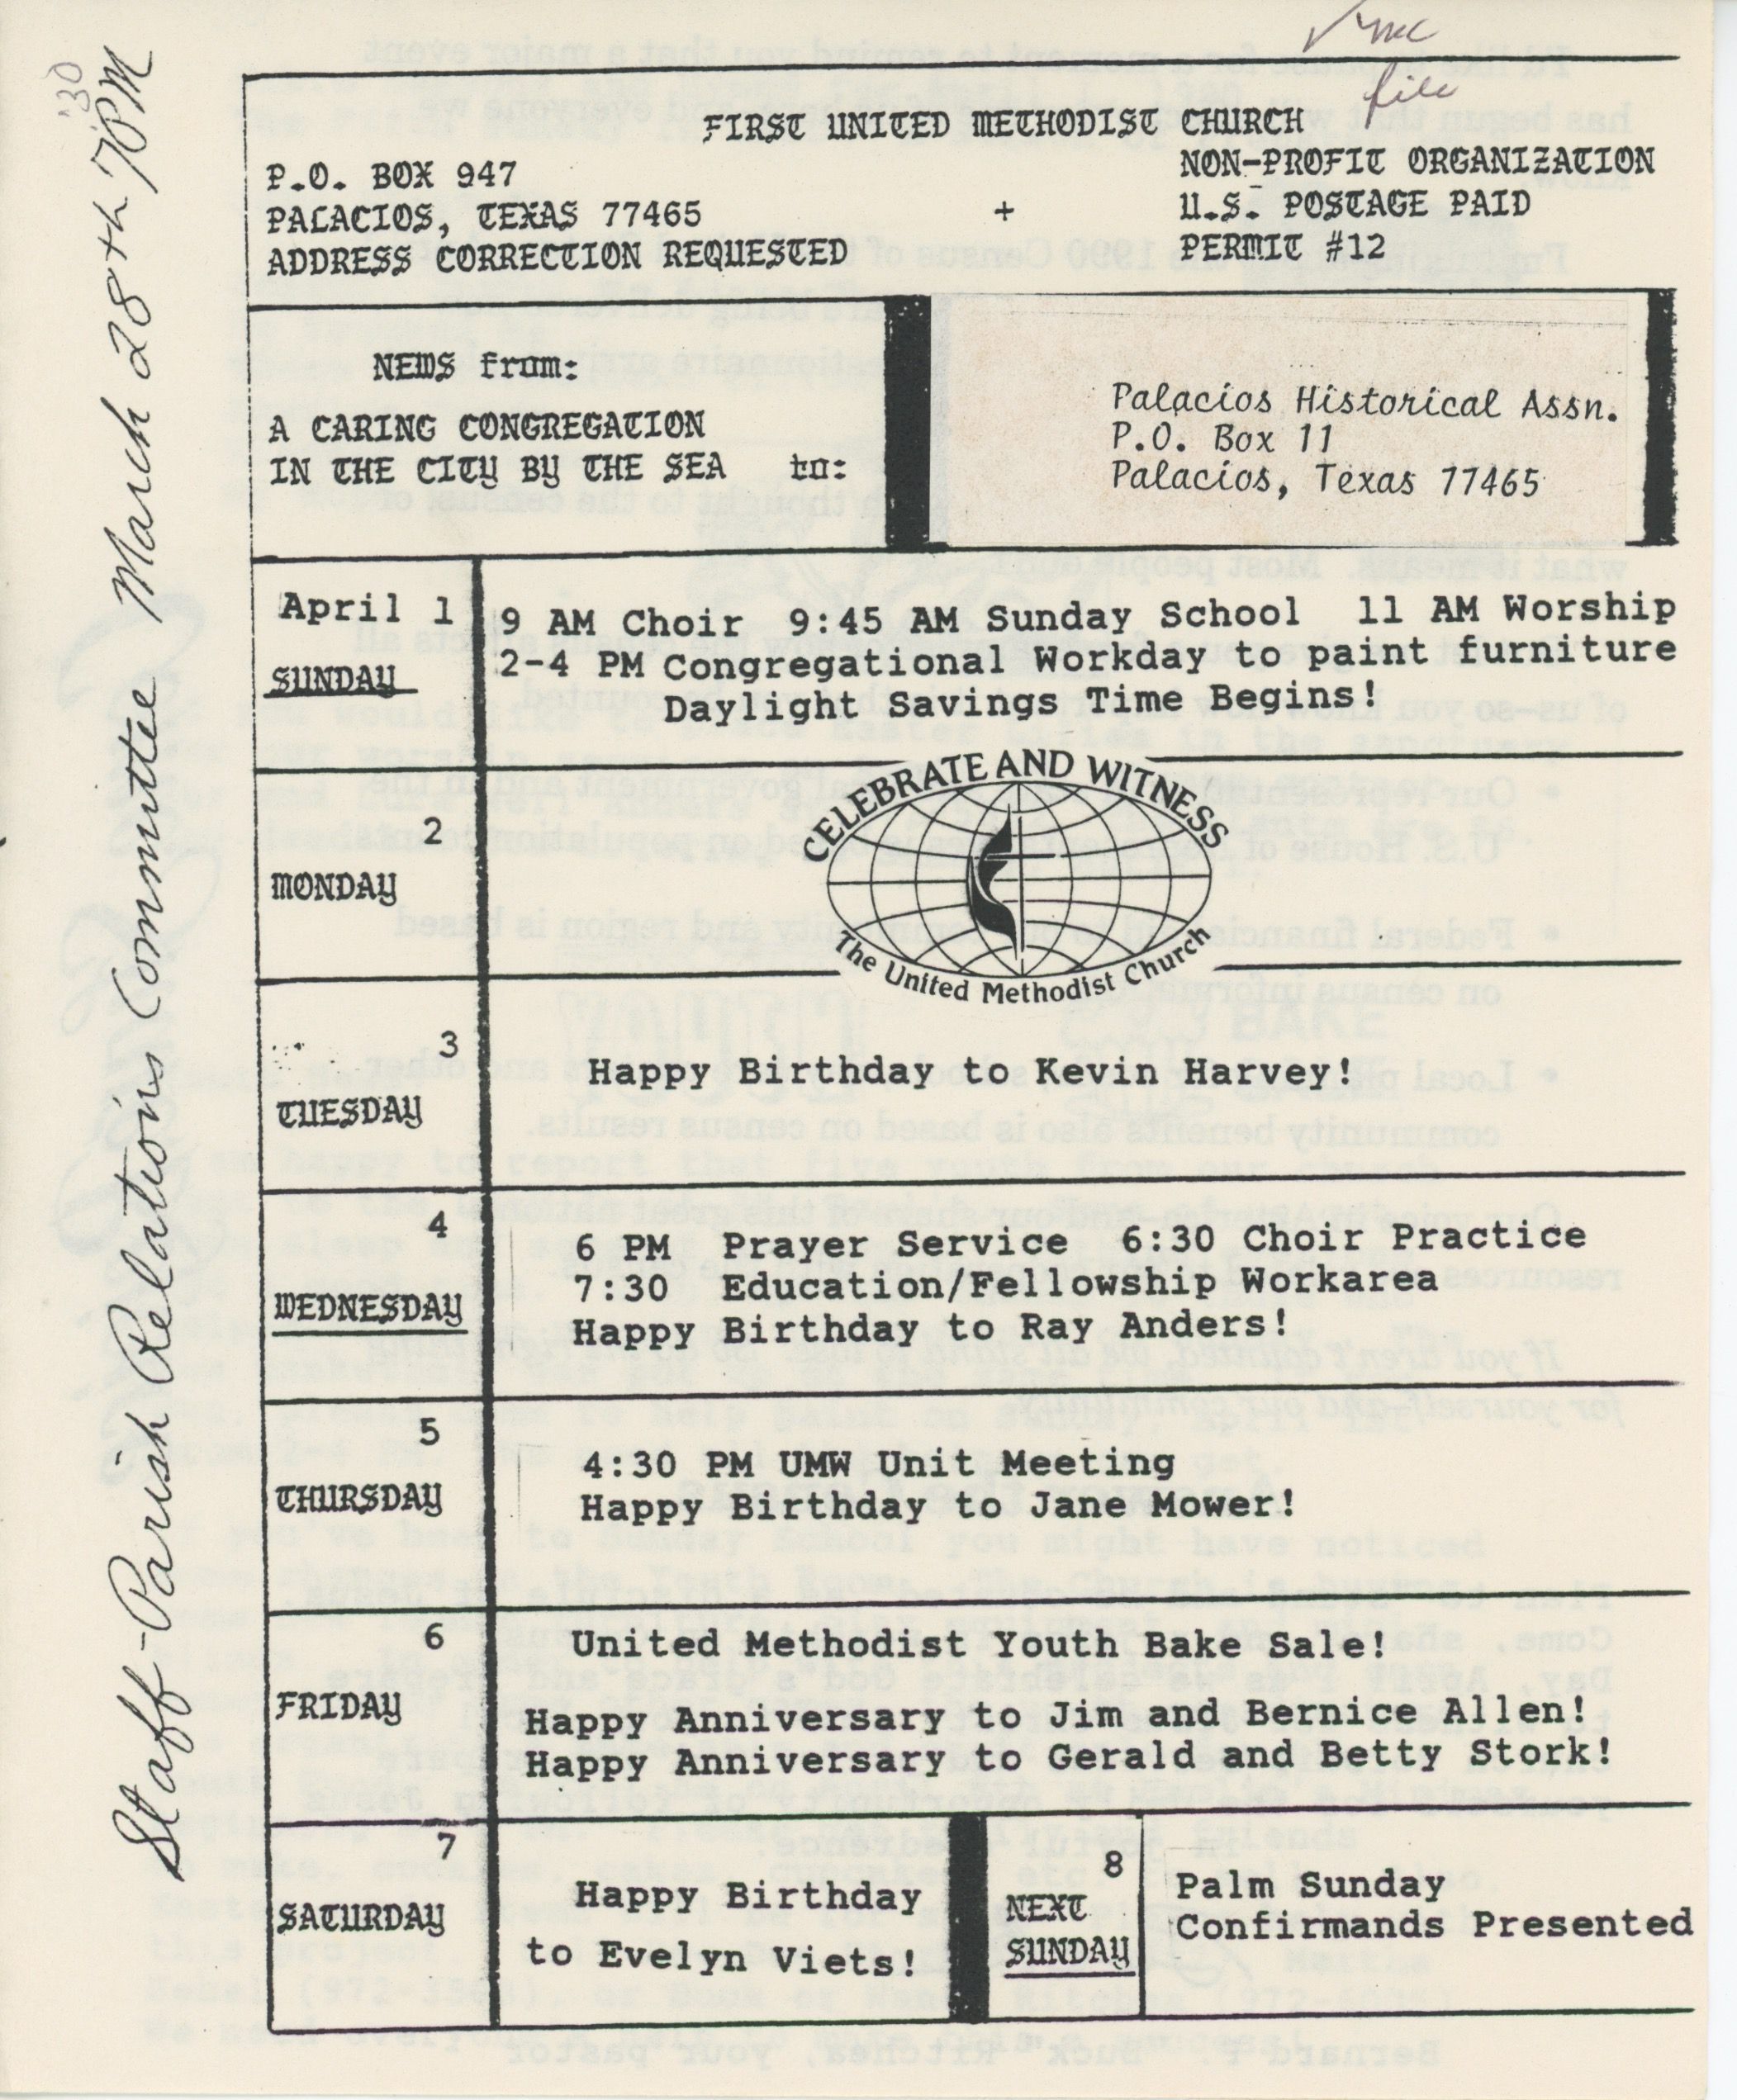 file
FIRST UNITED METHODIST CHURCH
P.O. BOX 947
PALACIOS, TEXAS 77465
ADDRESS CORRECTION REQUESTED
+
NON-PROFIT ORGANIZATION
U.S. POSTAGE PAID
PERMIT #12
NEWS from:
A CARING CONGREGATION
IN THE CITY BY THE SEA to:
Palacios Historical Assn.
P.O. Box 11
Palacios, Texas 77465
Staff-Parish Relations Committee March 28th 7PM
'30
April 1
SUNDAY
9 AM Choir 9:45 AM Sunday School 11 AM Worship
2-4 PM Congregational Workday to paint furniture
Daylight Savings Time Begins!
2
MONDAY
CELEBRATE AND WITNESS
The United Methodist Church
3
TUESDAY
Happy Birthday to Kevin Harvey!
4
WEDNESDAY
6 PM Prayer Service 6:30 Choir Practice
7:30 Education/Fellowship Workarea
Happy Birthday to Ray Anders!
5
THURSDAY
4:30 PM UMW Unit Meeting
Happy Birthday to Jane Mower!
6
FRIDAY
United Methodist Youth Bake Sale!
Happy Anniversary to Jim and Bernice Allen!
Happy Anniversary to Gerald and Betty Stork!
7
SATURDAY
Happy Birthday
to Evelyn Viets!
8
NEXT
SUNDAY
Palm Sunday
Confirmands Presented